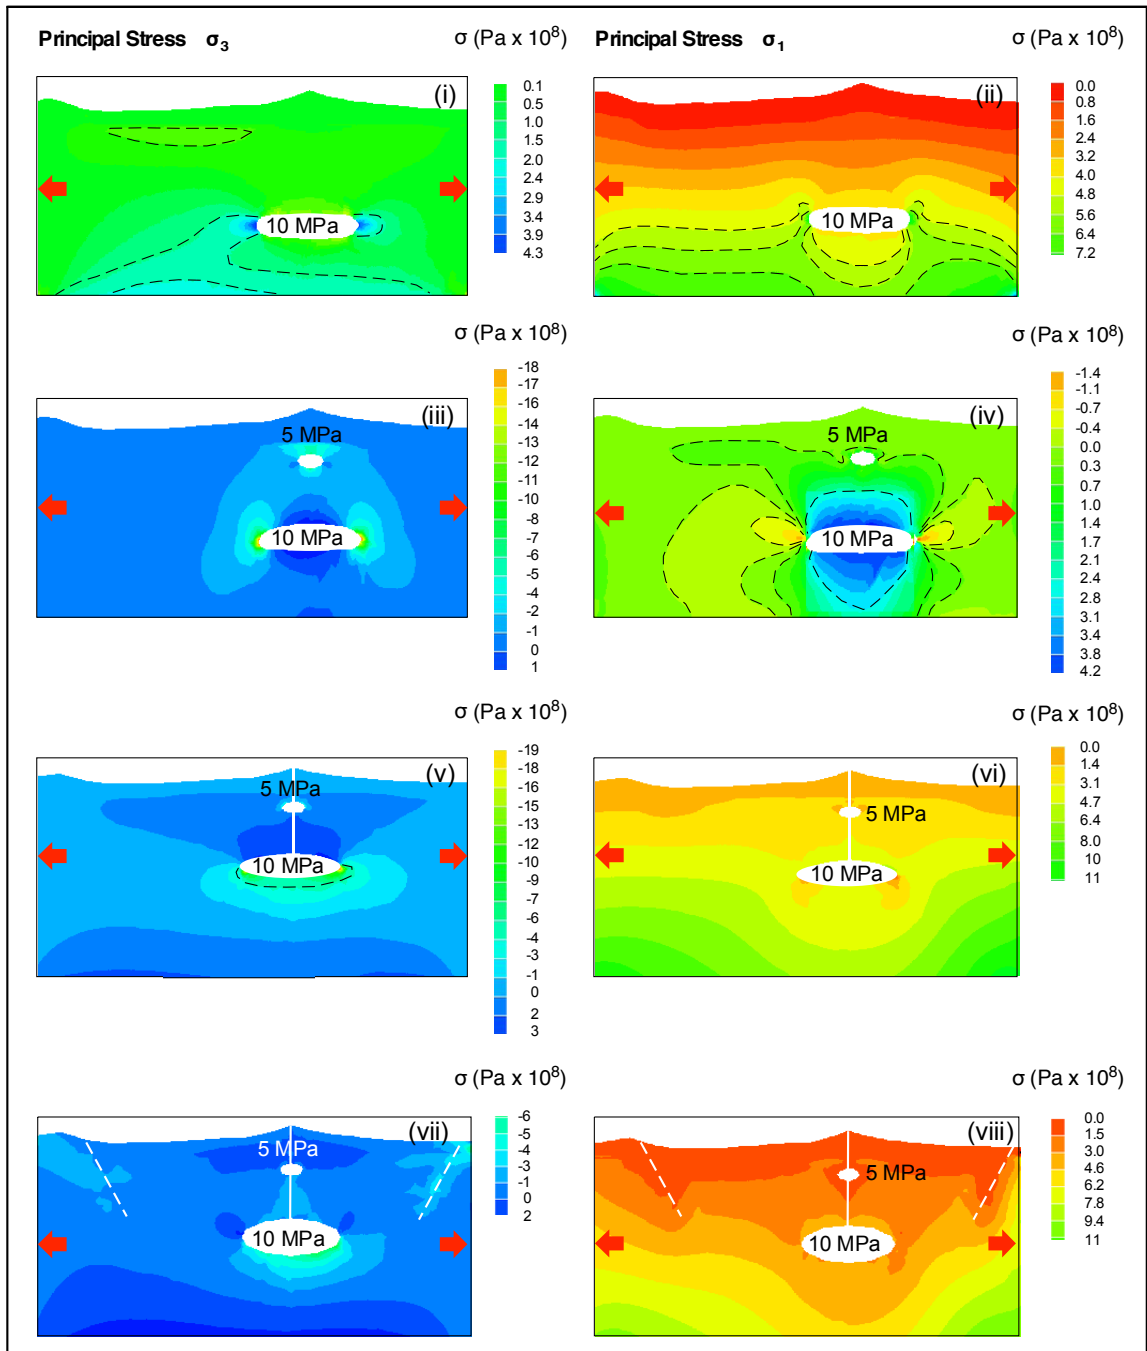 Principal Stress σ3
σ (Pa x 10⁸)
Principal Stress σ1
σ (Pa x 10⁸)
(i)
10 MPa
0.1
0.5
1.0
1.5
2.0
2.4
2.9
3.4
3.9
4.3
(ii)
10 MPa
0.0
0.8
1.6
2.4
3.2
4.0
4.8
5.6
6.4
7.2
σ (Pa x 10⁸)
(iii)
5 MPa
10 MPa
-18
-17
-16
-14
-13
-12
-11
-10
-8
-7
-6
-5
-4
-2
-1
0
1
σ (Pa x 10⁸)
(iv)
5 MPa
10 MPa
-1.4
-1.1
-0.7
-0.4
0.0
0.3
0.7
1.0
1.4
1.7
2.1
2.4
2.8
3.1
3.4
3.8
4.2
σ (Pa x 10⁸)
(v)
5 MPa
10 MPa
-19
-18
-16
-15
-13
-12
-10
-9
-7
-6
-4
-3
-1
0
2
3
σ (Pa x 10⁸)
(vi)
5 MPa
10 MPa
0.0
1.4
3.1
4.7
6.4
8.0
10
11
σ (Pa x 10⁸)
(vii)
5 MPa
10 MPa
-6
-5
-4
-3
-1
0
2
σ (Pa x 10⁸)
(viii)
5 MPa
10 MPa
0.0
1.5
3.0
4.6
6.2
7.8
9.4
11